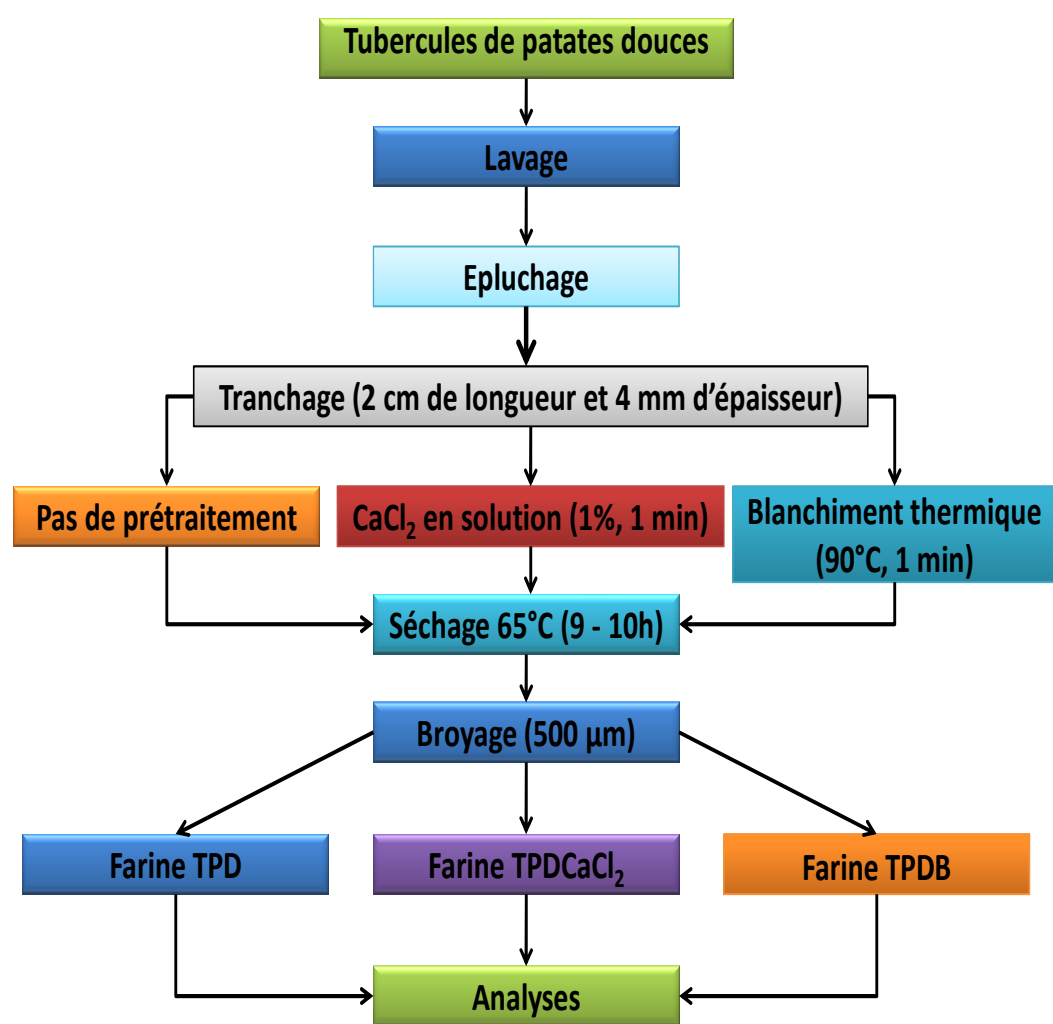 Tubercules de patates douces
Lavage
Epluchage
Tranchage (2 cm de longueur et 4 mm d'épaisseur)
Pas de prétraitement
CaCl₂ en solution (1%, 1 min)
Blanchiment thermique
(90°C, 1 min)
Séchage 65°C (9 - 10h)
Broyage (500 µm)
Farine TPD
Farine TPDCaCl₂
Farine TPDB
Analyses